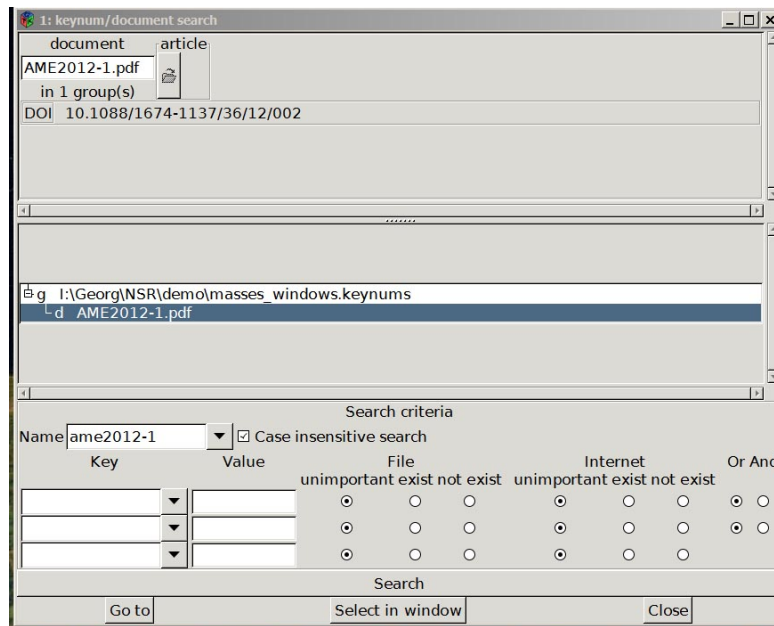 1: keynum/document search
document article
AME2012-1.pdf
in 1 group(s)
DOI 10.1088/1674-1137/36/12/002
g I:\Georg\NSR\demo\masses_windows.keynums
d AME2012-1.pdf
Search criteria
Name ame2012-1 Case insensitive search
Key Value File Internet Or And
unimportant exist not exist unimportant exist not exist
Search
Go to Select in window Close